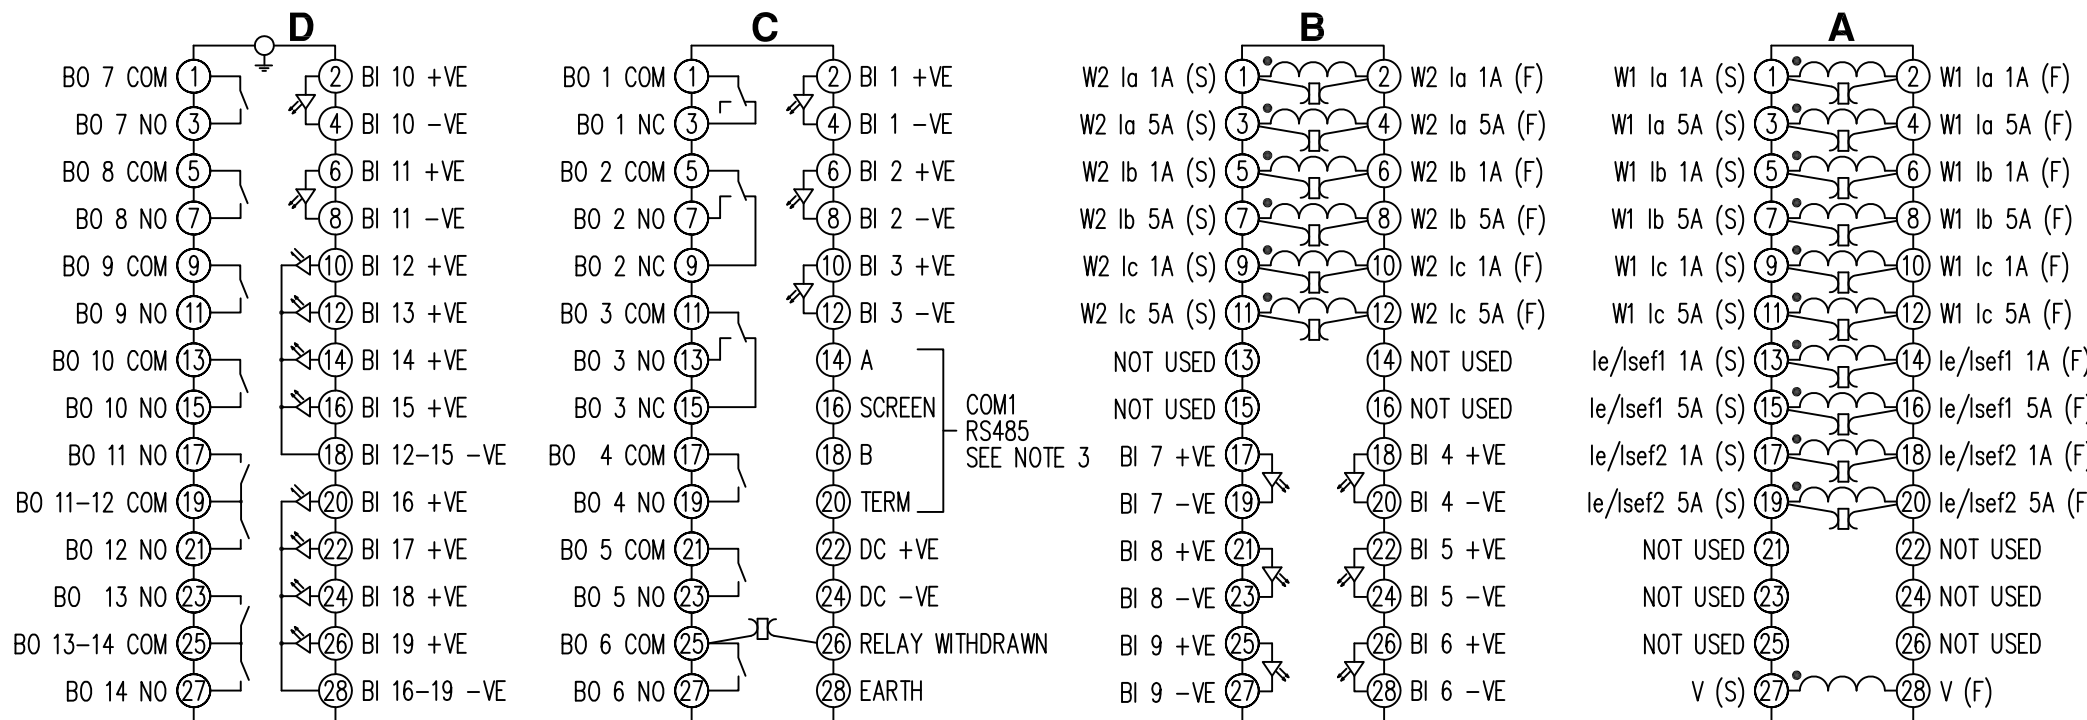 D
BO 7 COM 1 2 BI 10 +VE
BO 7 NO 3 4 BI 10 -VE
BO 8 COM 5 6 BI 11 +VE
BO 8 NO 7 8 BI 11 -VE
BO 9 COM 9 10 BI 12 +VE
BO 9 NO 11 12 BI 13 +VE
BO 10 COM 13 14 BI 14 +VE
BO 10 NO 15 16 BI 15 +VE
BO 11 NO 17 18 BI 12-15 -VE
BO 11-12 COM 19 20 BI 16 +VE
BO 12 NO 21 22 BI 17 +VE
BO 13 NO 23 24 BI 18 +VE
BO 13-14 COM 25 26 BI 19 +VE
BO 14 NO 27 28 BI 16-19 -VE
C
BO 1 COM 1 2 BI 1 +VE
BO 1 NC 3 4 BI 1 -VE
BO 2 COM 5 6 BI 2 +VE
BO 2 NO 7 8 BI 2 -VE
BO 2 NC 9 10 BI 3 +VE
BO 3 COM 11 12 BI 3 -VE
BO 3 NO 13 14 A
BO 3 NC 15 16 SCREEN
BO 4 COM 17 18 B
BO 4 NO 19 20 TERM
COM1
RS485
SEE NOTE 3
BO 5 COM 21 22 DC +VE
BO 5 NO 23 24 DC -VE
BO 6 COM 25 26 RELAY WITHDRAWN
BO 6 NO 27 28 EARTH
B
W2 Ia 1A (S) 1 2 W2 Ia 1A (F)
W2 Ia 5A (S) 3 4 W2 Ia 5A (F)
W2 Ib 1A (S) 5 6 W2 Ib 1A (F)
W2 Ib 5A (S) 7 8 W2 Ib 5A (F)
W2 Ic 1A (S) 9 10 W2 Ic 1A (F)
W2 Ic 5A (S) 11 12 W2 Ic 5A (F)
NOT USED 13 14 NOT USED
NOT USED 15 16 NOT USED
BI 7 +VE 17 18 BI 4 +VE
BI 7 -VE 19 20 BI 4 -VE
BI 8 +VE 21 22 BI 5 +VE
BI 8 -VE 23 24 BI 5 -VE
BI 9 +VE 25 26 BI 6 +VE
BI 9 -VE 27 28 BI 6 -VE
A
W1 Ia 1A (S) 1 2 W1 Ia 1A (F)
W1 Ia 5A (S) 3 4 W1 Ia 5A (F)
W1 Ib 1A (S) 5 6 W1 Ib 1A (F)
W1 Ib 5A (S) 7 8 W1 Ib 5A (F)
W1 Ic 1A (S) 9 10 W1 Ic 1A (F)
W1 Ic 5A (S) 11 12 W1 Ic 5A (F)
Ie/Isef1 1A (S) 13 14 Ie/Isef1 1A (F)
Ie/Isef1 5A (S) 15 16 Ie/Isef1 5A (F
Ie/Isef2 1A (S) 17 18 Ie/Isef2 1A (F
Ie/Isef2 5A (S) 19 20 Ie/Isef2 5A (F
NOT USED 21 22 NOT USED
NOT USED 23 24 NOT USED
NOT USED 25 26 NOT USED
V (S) 27 28 V (F)